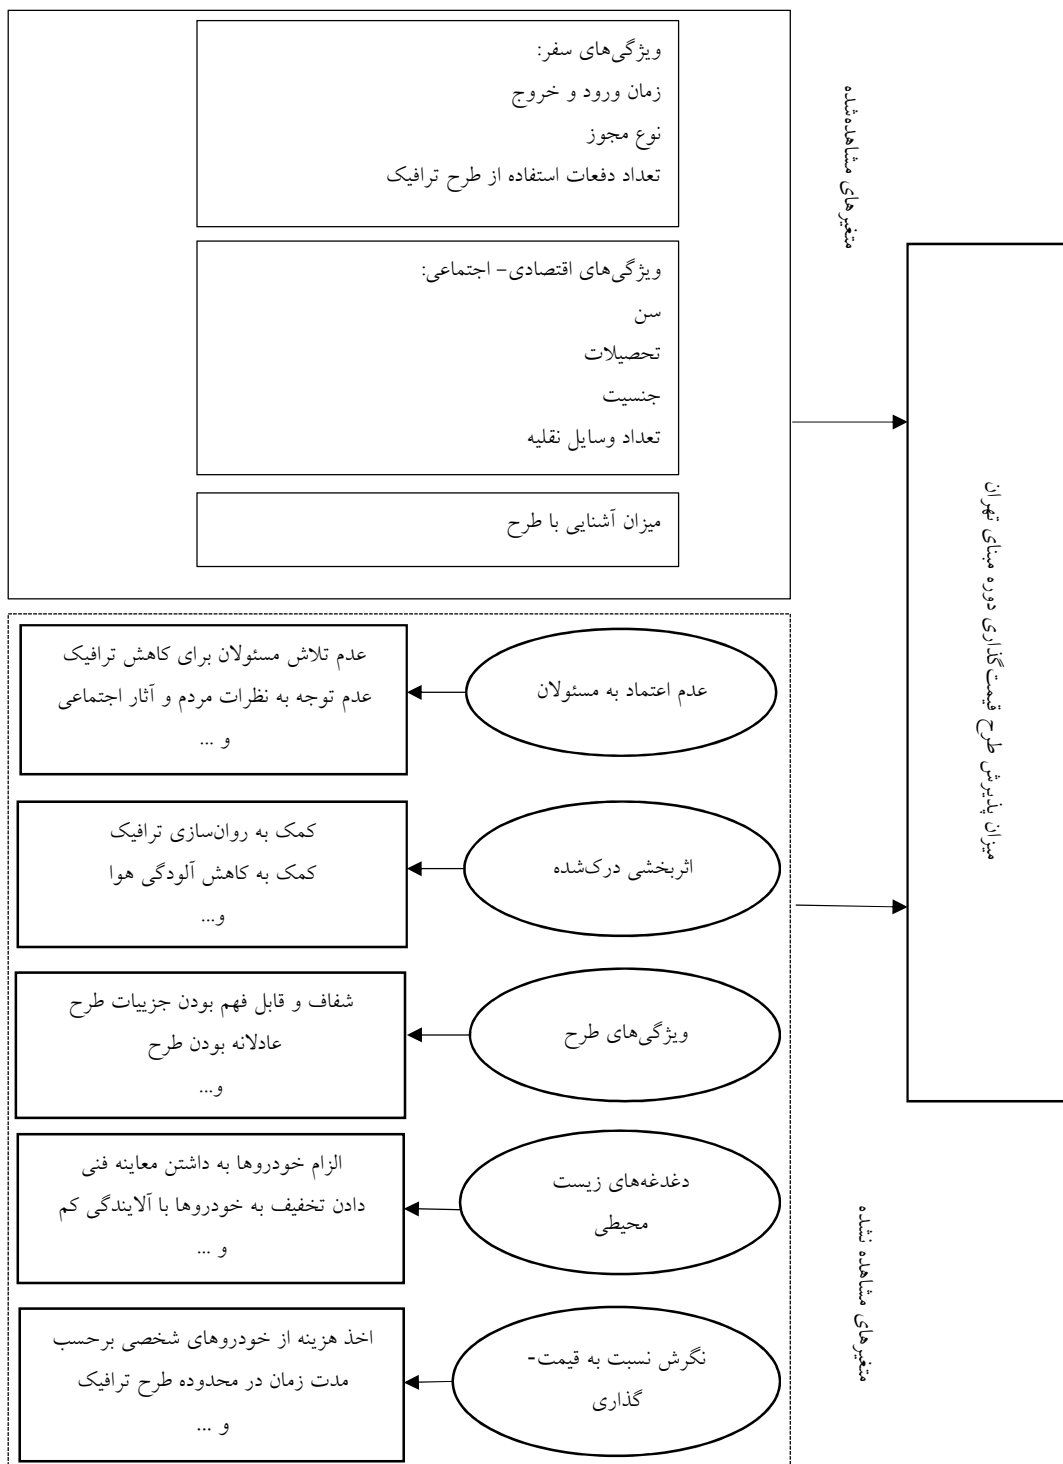 ویژگی‌های سفر:
زمان ورود و خروج
نوع مجوز
تعداد دفعات استفاده از طرح ترافیک
ویژگی‌های اقتصادی- اجتماعی:
سن
تحصیلات
جنسیت
تعداد وسایل نقلیه
میزان آشنایی با طرح
متغیرهای مشاهده‌شده
میزان پذیرش طرح قیمت‌گذاری دوره مبنای تهران
عدم اعتماد به مسئولان
عدم تلاش مسئولان برای کاهش ترافیک
عدم توجه به نظرات مردم و آثار اجتماعی
و ...
اثربخشی درک‌شده
کمک به روان‌سازی ترافیک
کمک به کاهش آلودگی هوا
و...
ویژگی‌های طرح
شفاف و قابل فهم بودن جزییات طرح
عادلانه بودن طرح
و...
دغدغه‌های زیست
محیطی
الزام خودروها به داشتن معاینه فنی
دادن تخفیف به خودروها با آلایندگی کم
و ...
نگرش نسبت به قیمت-
گذاری
اخذ هزینه از خودروهای شخصی برحسب
مدت زمان در محدوده طرح ترافیک
و ...
متغیرهای مشاهده نشده